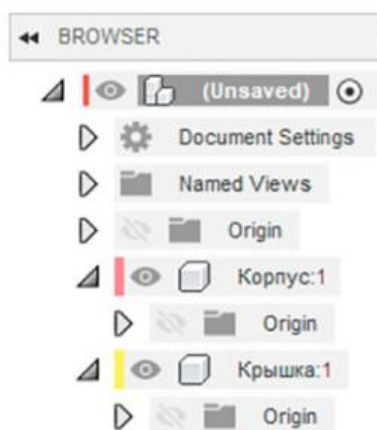 BROWSER
(Unsaved)
Document Settings
Named Views
Origin
Корпус:1
Origin
Крышка:1
Origin